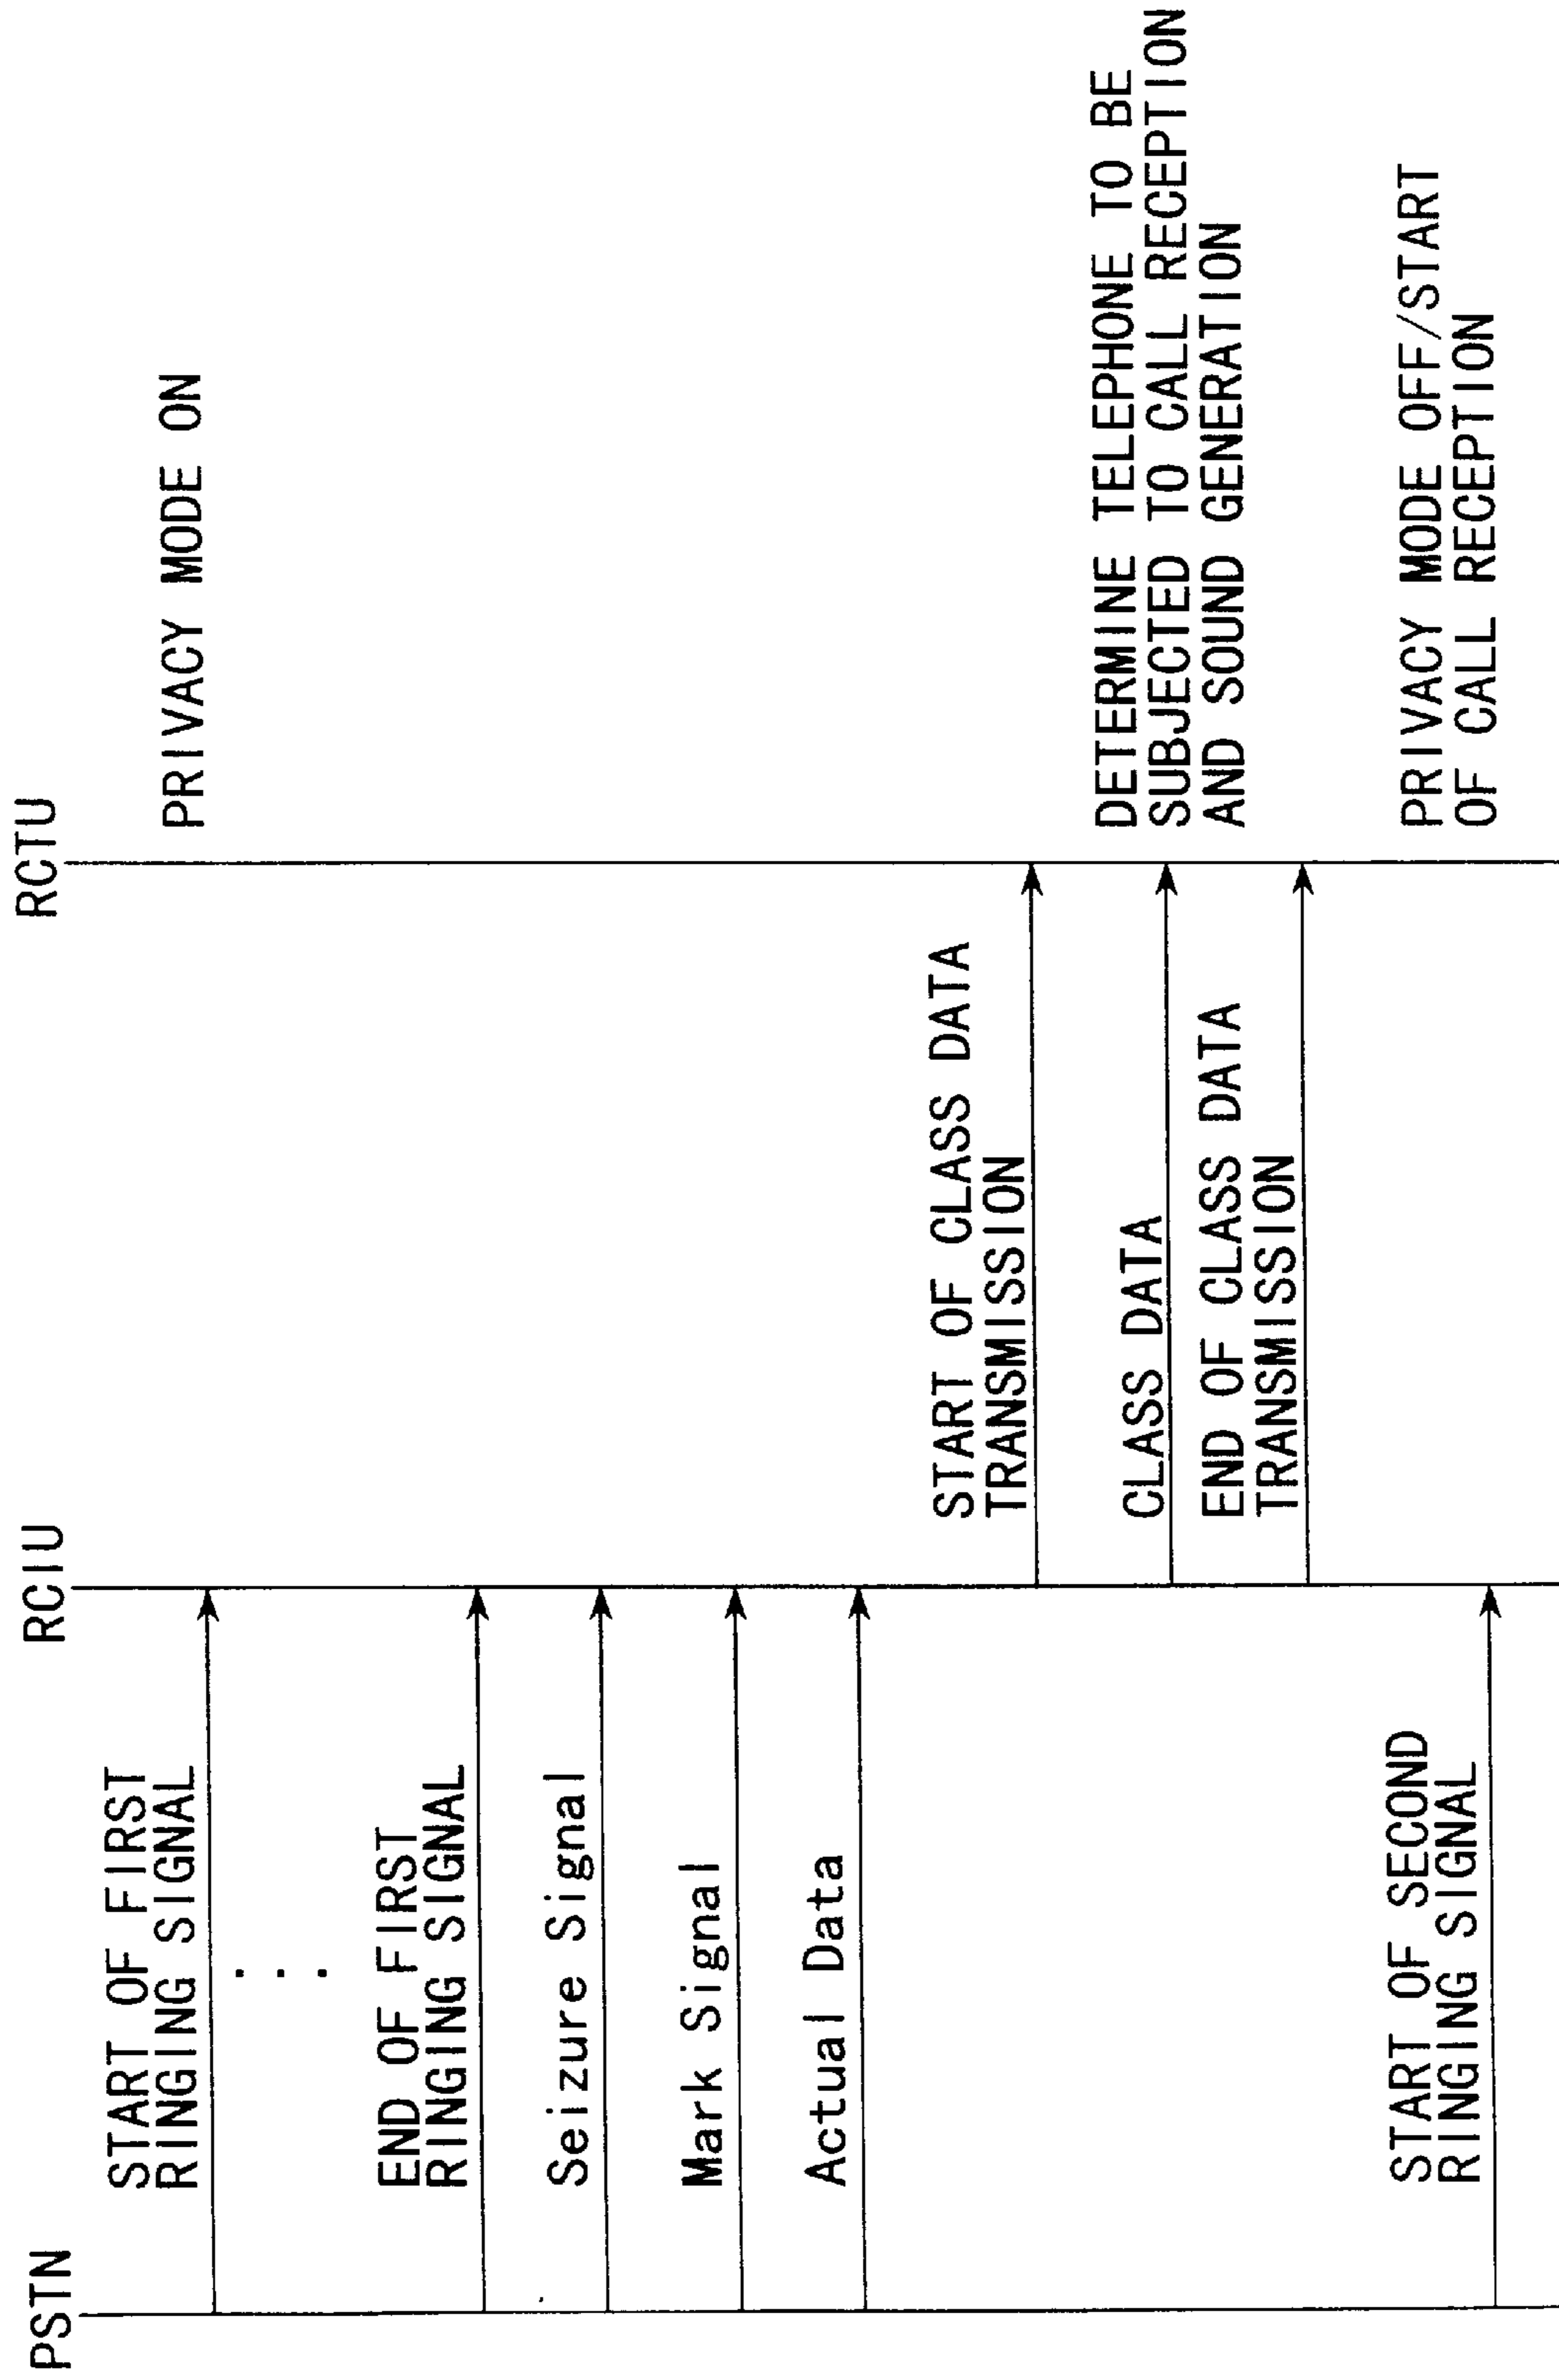 PSTN
RCIU
RCTU
START OF FIRST
RINGING SIGNAL
PRIVACY MODE ON
END OF FIRST
RINGING SIGNAL
Seizure Signal
Mark Signal
Actual Data
START OF CLASS DATA
TRANSMISSION
CLASS DATA
DETERMINE TELEPHONE TO BE
SUBJECTED TO CALL RECEPTION
AND SOUND GENERATION
END OF CLASS DATA
TRANSMISSION
START OF SECOND
RINGING SIGNAL
PRIVACY MODE OFF/START
OF CALL RECEPTION